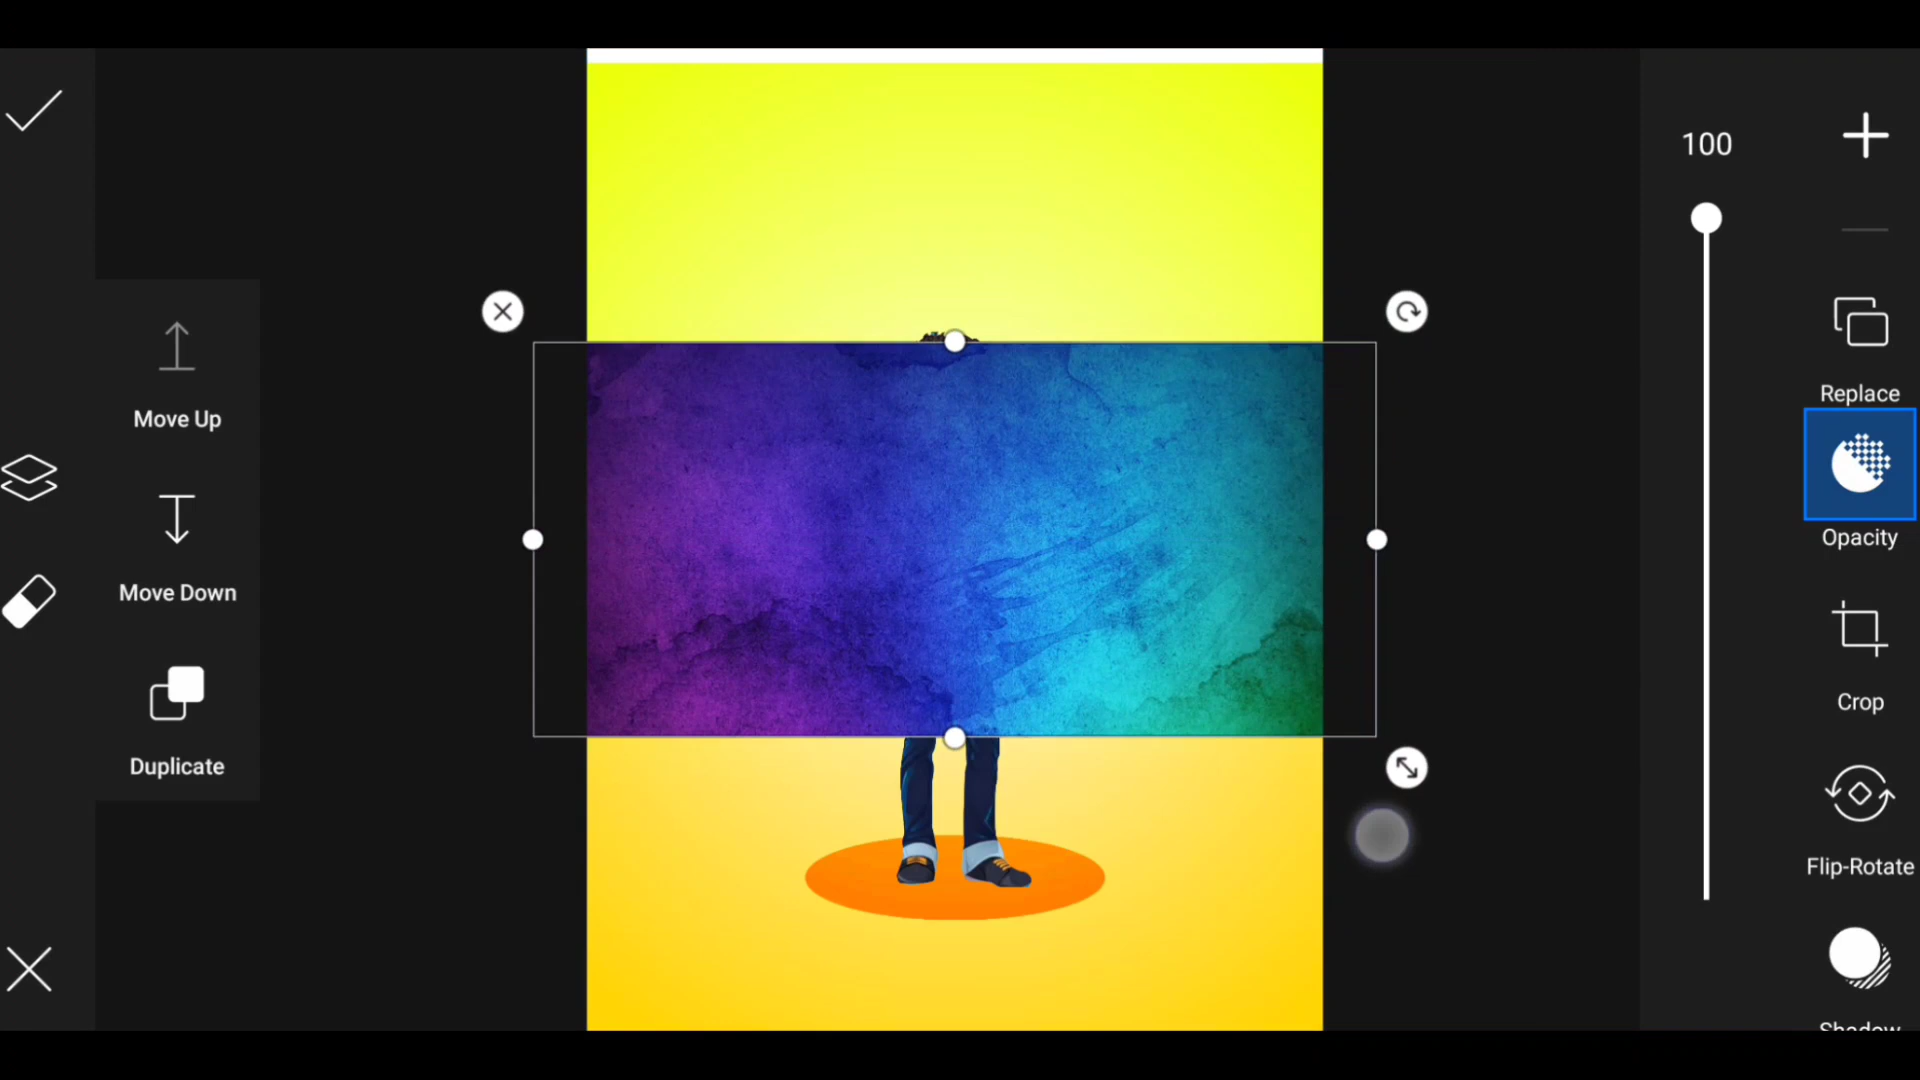 100
Move Up
Replace
Opacity
Move Down
Crop
Duplicate
Flip-Rotate
Shadow